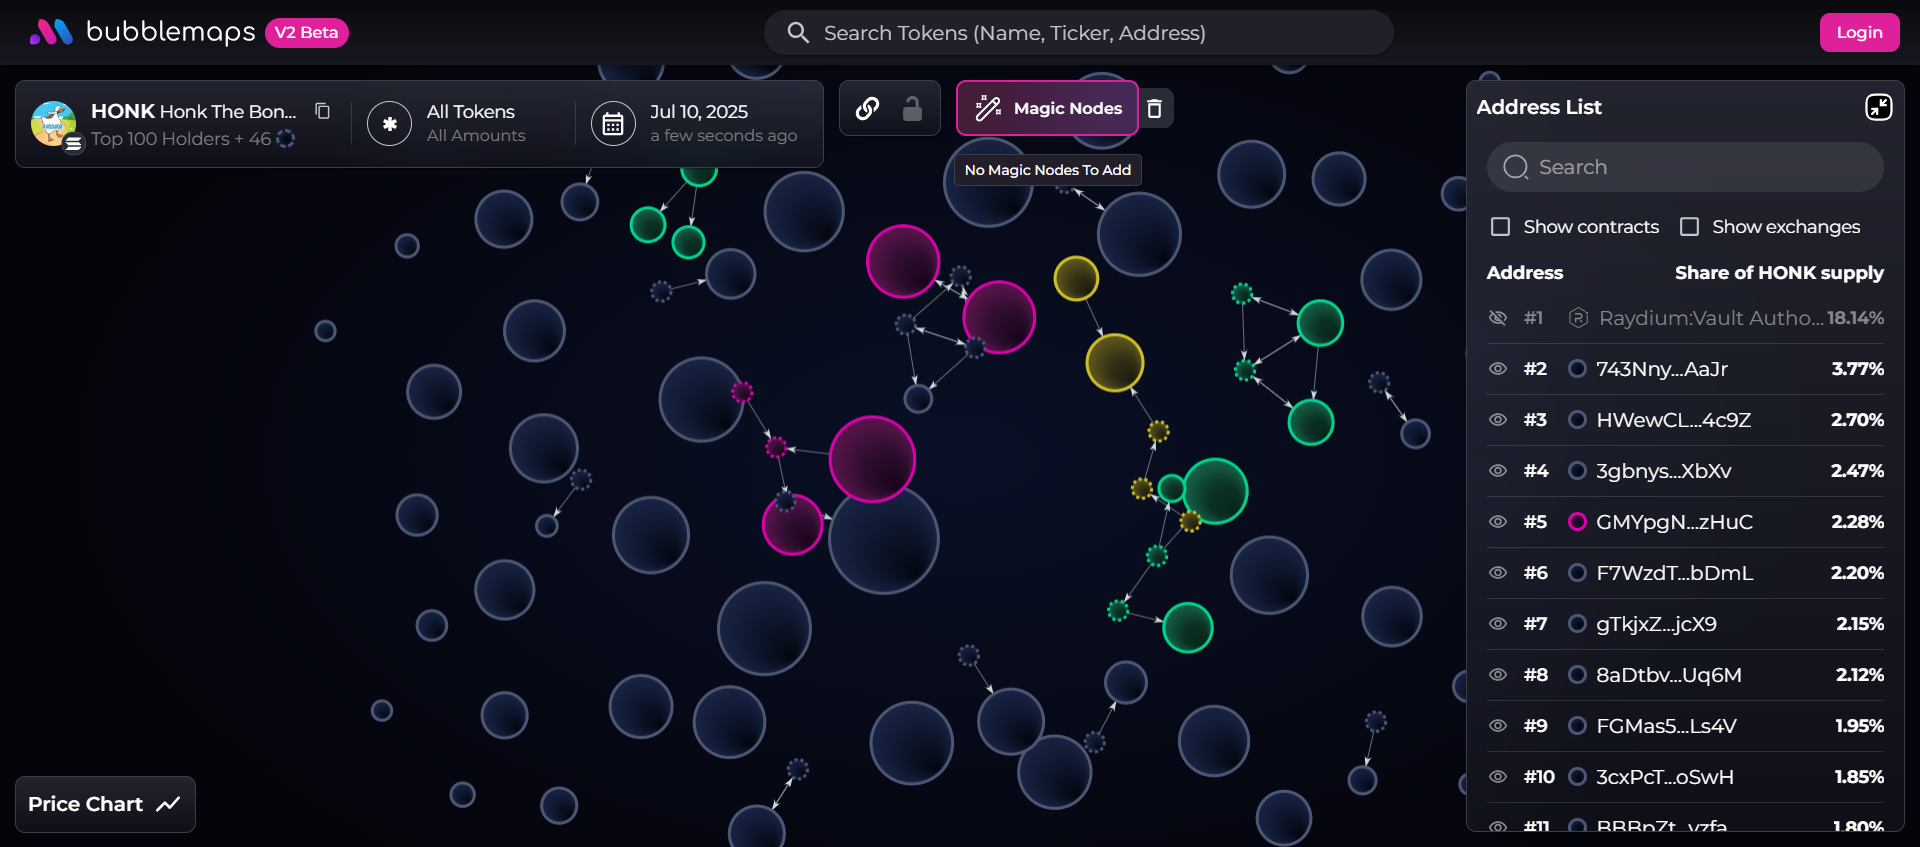 bubblemaps V2 Beta
Search Tokens (Name, Ticker, Address)
Login
HONK Honk The Bon...
Top 100 Holders + 46
All Tokens
All Amounts
Jul 10, 2025
a few seconds ago
Magic Nodes
No Magic Nodes To Add
Address List
Search
Show contracts Show exchanges
Address Share of HONK supply
#1 Raydium:Vault Autho... 18.14%
#2 743Nny...AaJr 3.77%
#3 HWewCL...4c9Z 2.70%
#4 3gbnys...XbXv 2.47%
#5 GMYpgN...zHuC 2.28%
#6 F7WzdT...bDmL 2.20%
#7 gTkjxZ...jcX9 2.15%
#8 8aDtbv...Uq6M 2.12%
#9 FGMas5...Ls4V 1.95%
#10 3cxPcT...oSwH 1.85%
#11 1.80%
Price Chart